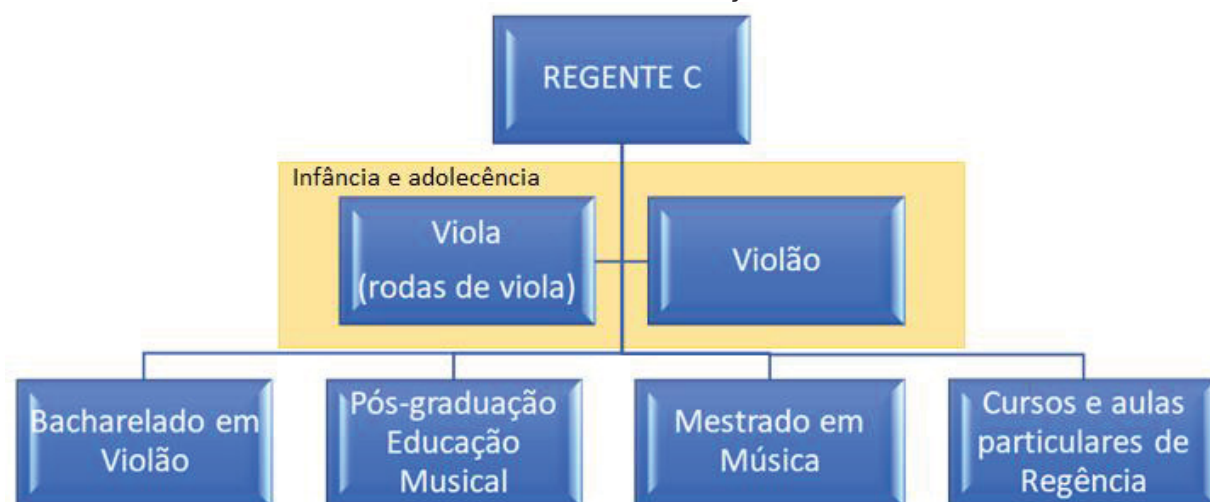 REGENTE C
Infância e adolecência
Viola
(rodas de viola)
Violão
Bacharelado em
Violão
Pós-graduação
Educação
Musical
Mestrado em
Música
Cursos e aulas
particulares de
Regência